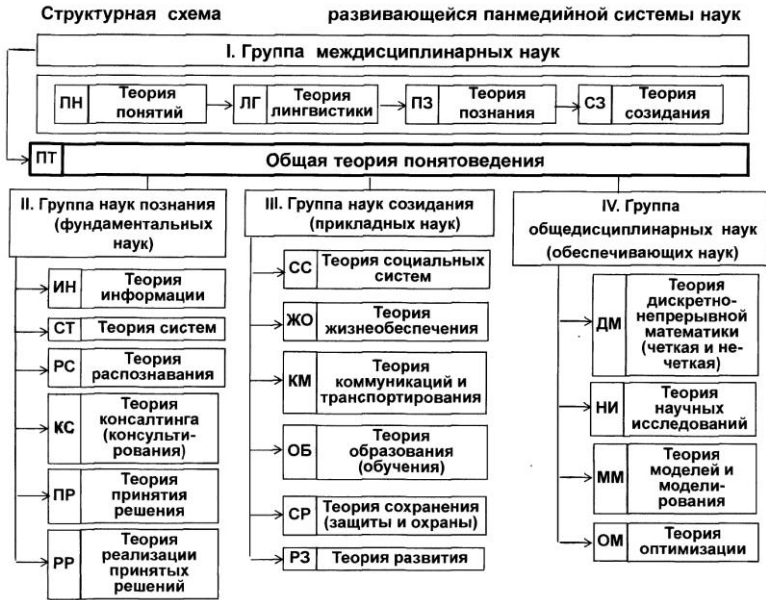 Структурная схема развивающейся панмедийной системы наук
I. Группа междисциплинарных наук
ПН
Теория
понятий
ЛГ
Теория
лингвистики
ПЗ
Теория
познания
СЗ
Теория
созидания
ПТ
Общая теория понятоведения
II. Группа наук познания
(фундаментальных
наук)
ИН
Теория
информации
СТ
Теория систем
РС
Теория
распознавания
КС
Теория
консалтинга
(консульти-
рования)
ПР
Теория
принятия
решения
РР
Теория
реализации
принятых
решений
III. Группа наук созидания
(прикладных наук)
СС
Теория социальных
систем
ЖО
Теория
жизнеобеспечения
КМ
Теория
коммуникаций и
транспортирования
ОБ
Теория
образования
(обучения)
СР
Теория сохранения
(защиты и охраны)
РЗ
Теория развития
IV. Группа
общедисциплинарных наук
(обеспечивающих наук)
ДМ
Теория
дискретно-
непрерывной
математики
(четкая и не-
четкая)
НИ
Теория
научных
исследований
ММ
Теория
моделей и
модели-
рования
ОМ
Теория
оптимизации